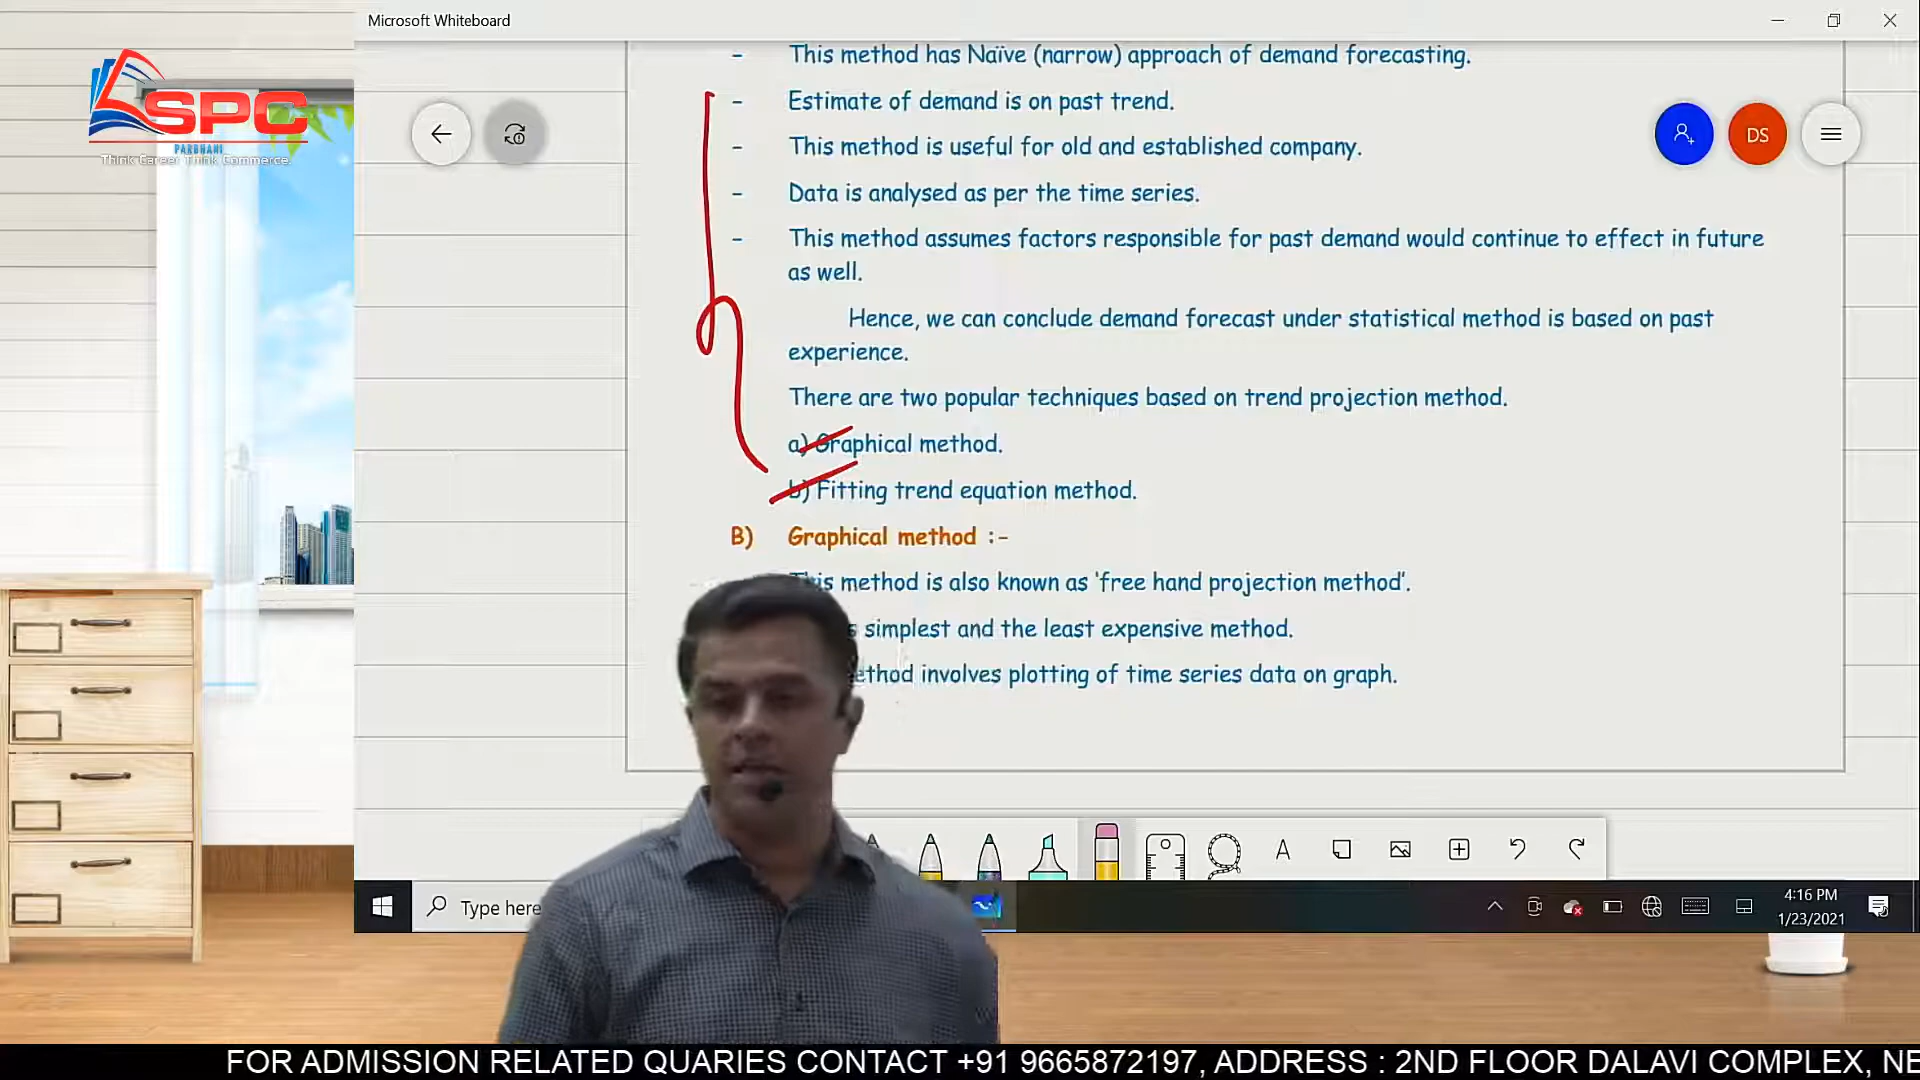 Microsoft Whiteboard
SPC
PARBHANI
Think Career Think Commerce
- This method has Naïve (narrow) approach of demand forecasting.
- Estimate of demand is on past trend.
- This method is useful for old and established company.
- Data is analysed as per the time series.
- This method assumes factors responsible for past demand would continue to effect in future
as well.
Hence, we can conclude demand forecast under statistical method is based on past
experience.
There are two popular techniques based on trend projection method.
a) Graphical method.
b) Fitting trend equation method.
B) Graphical method :-
This method is also known as 'free hand projection method'.
simplest and the least expensive method.
method involves plotting of time series data on graph.
DS
Type here
4:16 PM
1/23/2021
FOR ADMISSION RELATED QUARIES CONTACT +91 9665872197, ADDRESS : 2ND FLOOR DALAVI COMPLEX, NE